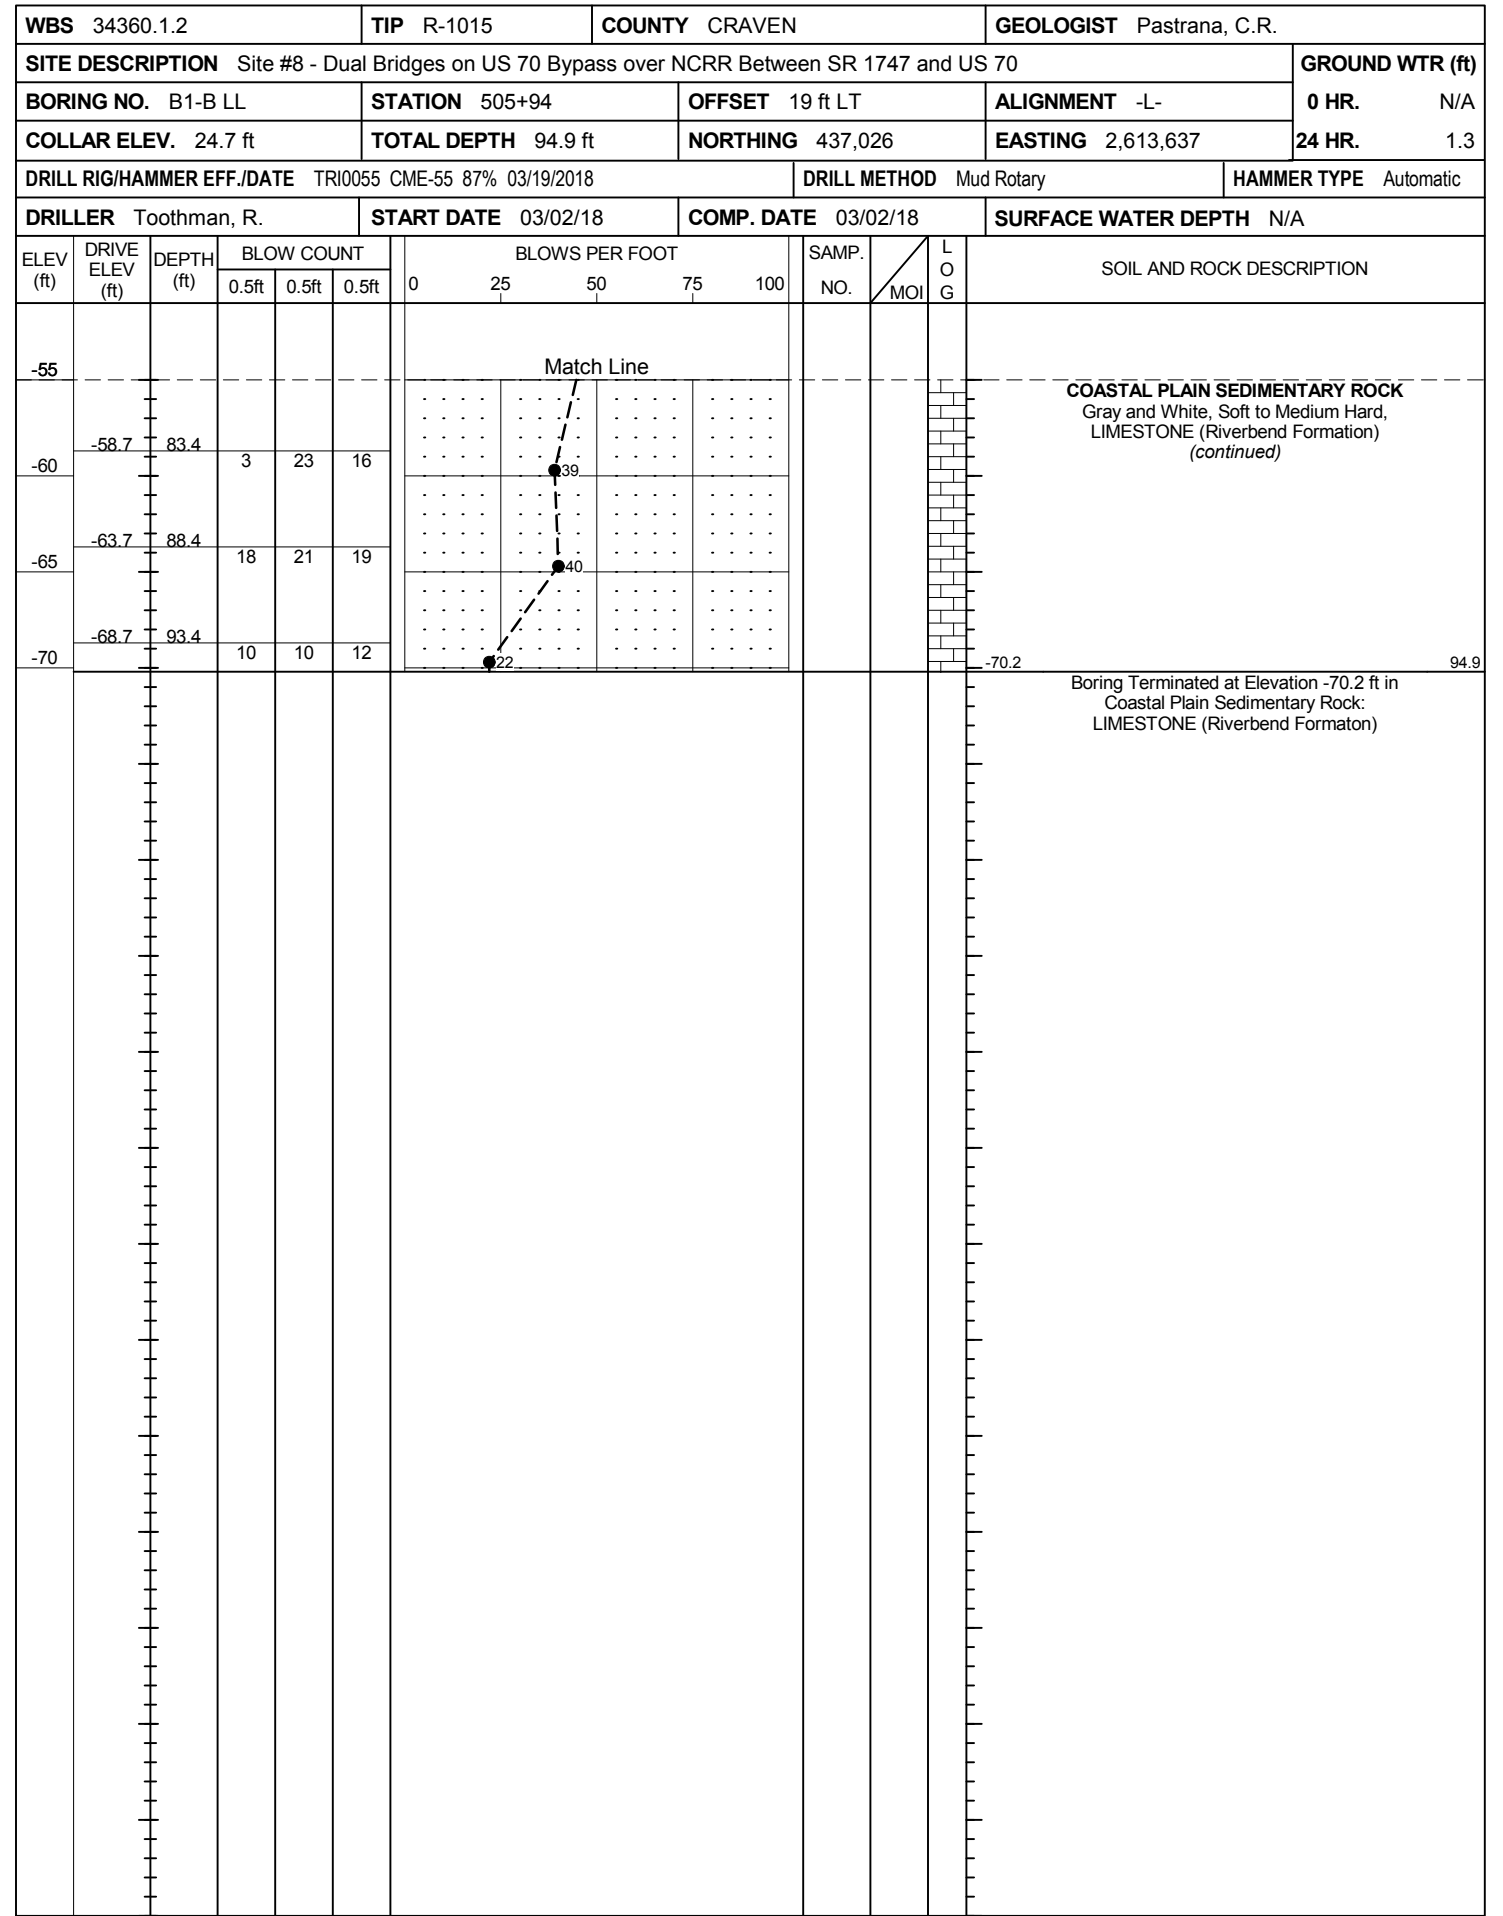 WBS 34360.1.2 TIP R-1015 COUNTY CRAVEN GEOLOGIST Pastrana, C.R.
SITE DESCRIPTION Site #8 - Dual Bridges on US 70 Bypass over NCRR Between SR 1747 and US 70 GROUND WTR (ft)
BORING NO. B1-B LL STATION 505+94 OFFSET 19 ft LT ALIGNMENT -L- 0 HR. N/A
COLLAR ELEV. 24.7 ft TOTAL DEPTH 94.9 ft NORTHING 437,026 EASTING 2,613,637 24 HR. 1.3
DRILL RIG/HAMMER EFF./DATE TRI0055 CME-55 87% 03/19/2018 DRILL METHOD Mud Rotary HAMMER TYPE Automatic
DRILLER Toothman, R. START DATE 03/02/18 COMP. DATE 03/02/18 SURFACE WATER DEPTH N/A
ELEV (ft) DRIVE ELEV (ft) DEPTH (ft) BLOW COUNT BLOWS PER FOOT SAMP. NO. MOI LOG SOIL AND ROCK DESCRIPTION
0.5ft 0.5ft 0.5ft 0 25 50 75 100
Match Line
-55
COASTAL PLAIN SEDIMENTARY ROCK
Gray and White, Soft to Medium Hard,
LIMESTONE (Riverbend Formation)
(continued)
-58.7 83.4
-60 3 23 16 39
-63.7 88.4
-65 18 21 19 40
-68.7 93.4
-70 10 10 12 22
-70.2 94.9
Boring Terminated at Elevation -70.2 ft in
Coastal Plain Sedimentary Rock:
LIMESTONE (Riverbend Formaton)